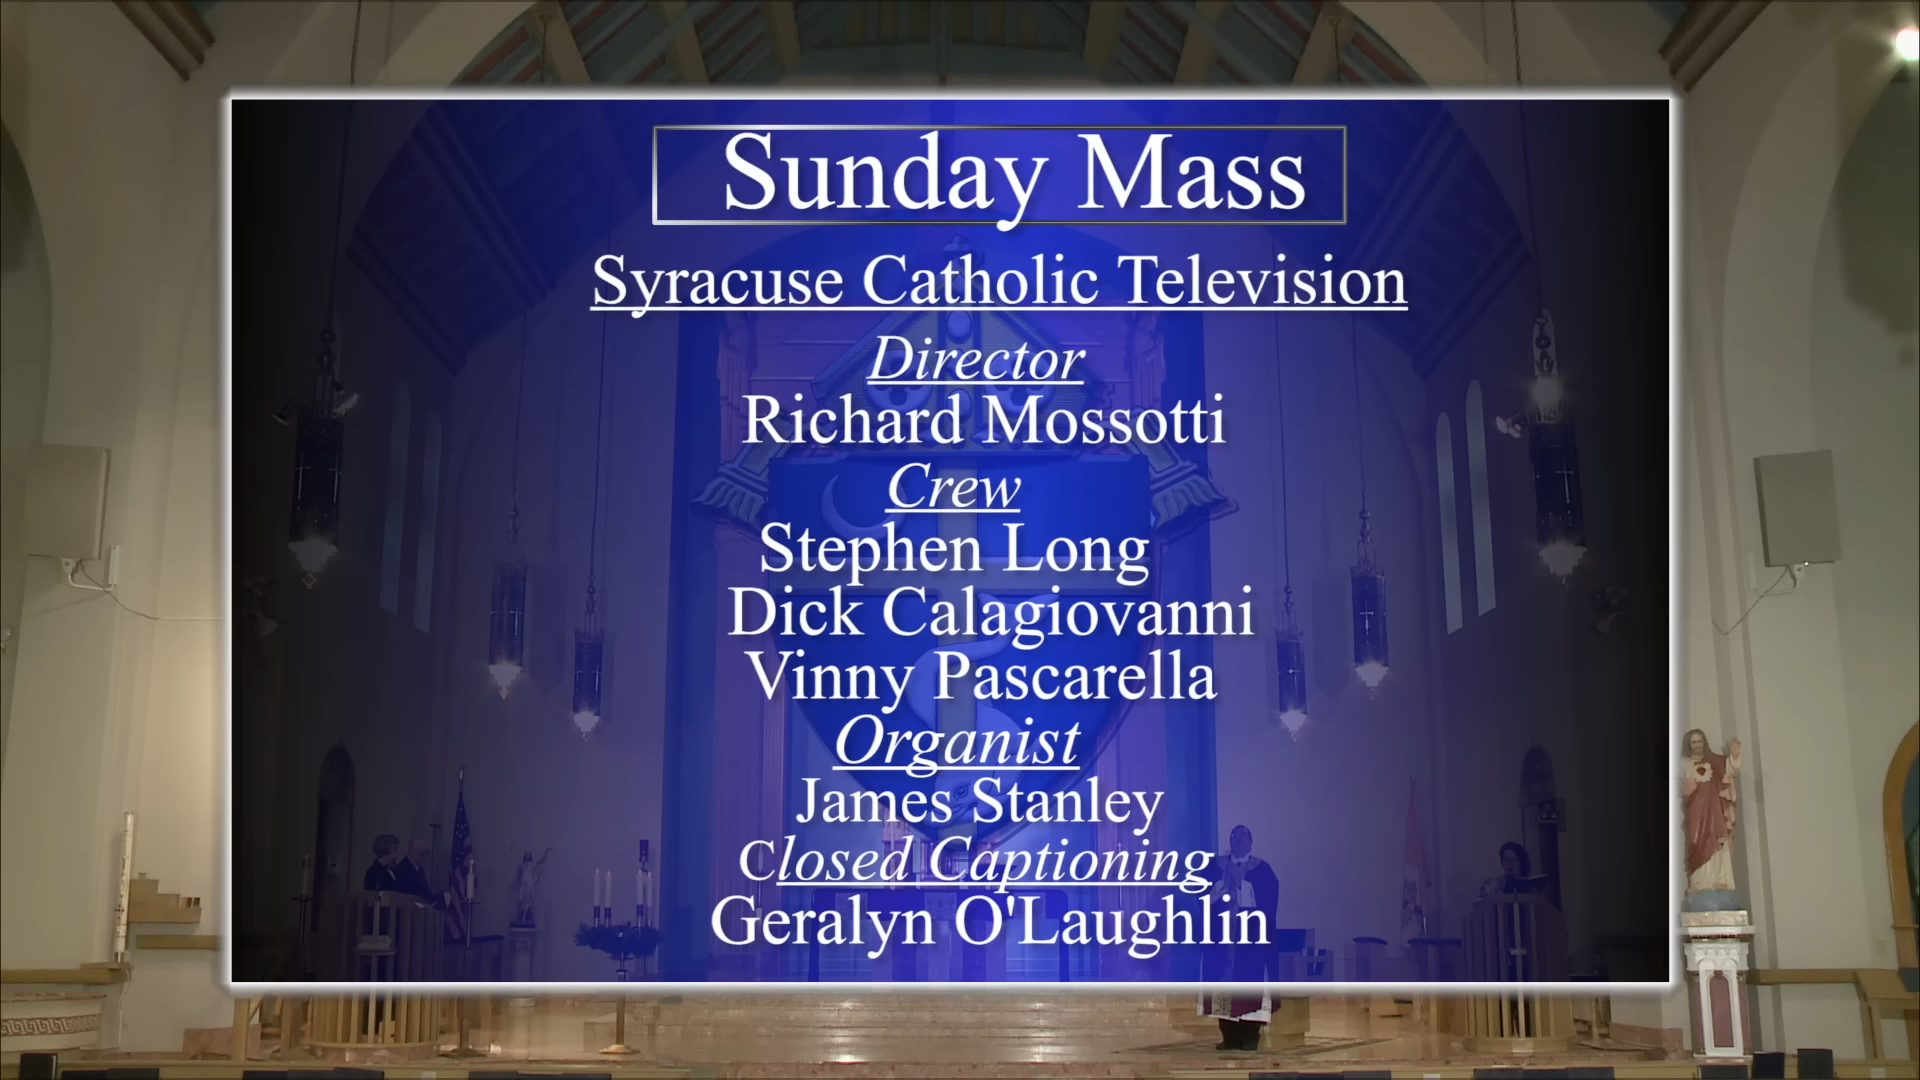 Sunday Mass
Syracuse Catholic Television
Director
Richard Mossotti
Crew
Stephen Long
Dick Calagiovanni
Vinny Pascarella
Organist
James Stanley
Closed Captioning
Geralyn O'Laughlin